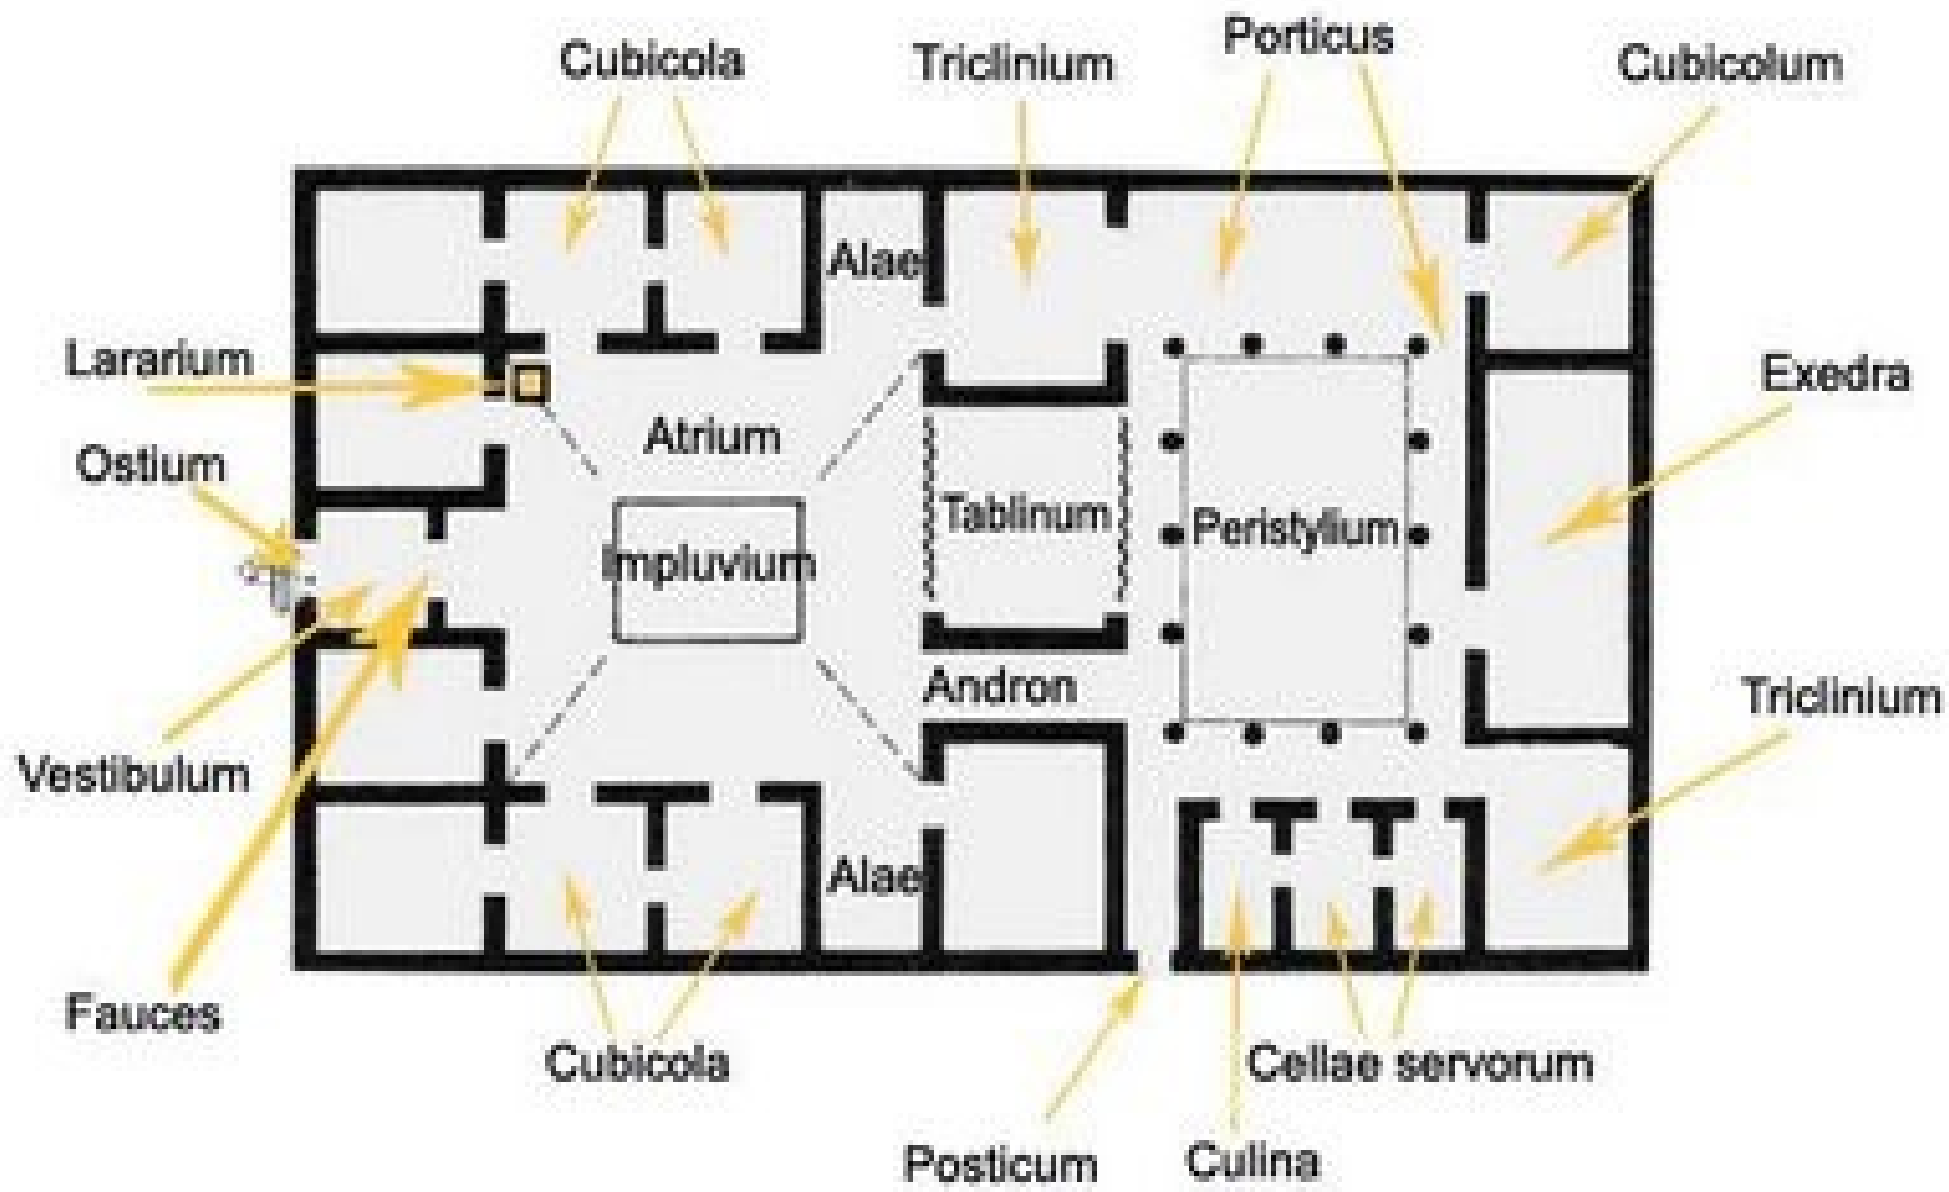 Porticus
Cubicola
Triclinium
Cubicolum
Alae
Lararium
Exedra
Atrium
Ostium
Tablinum
Peristylium
Impluvium
Andron
Triclinium
Vestibulum
Alae
Fauces
Cubicola
Cellae servorum
Posticum
Culina